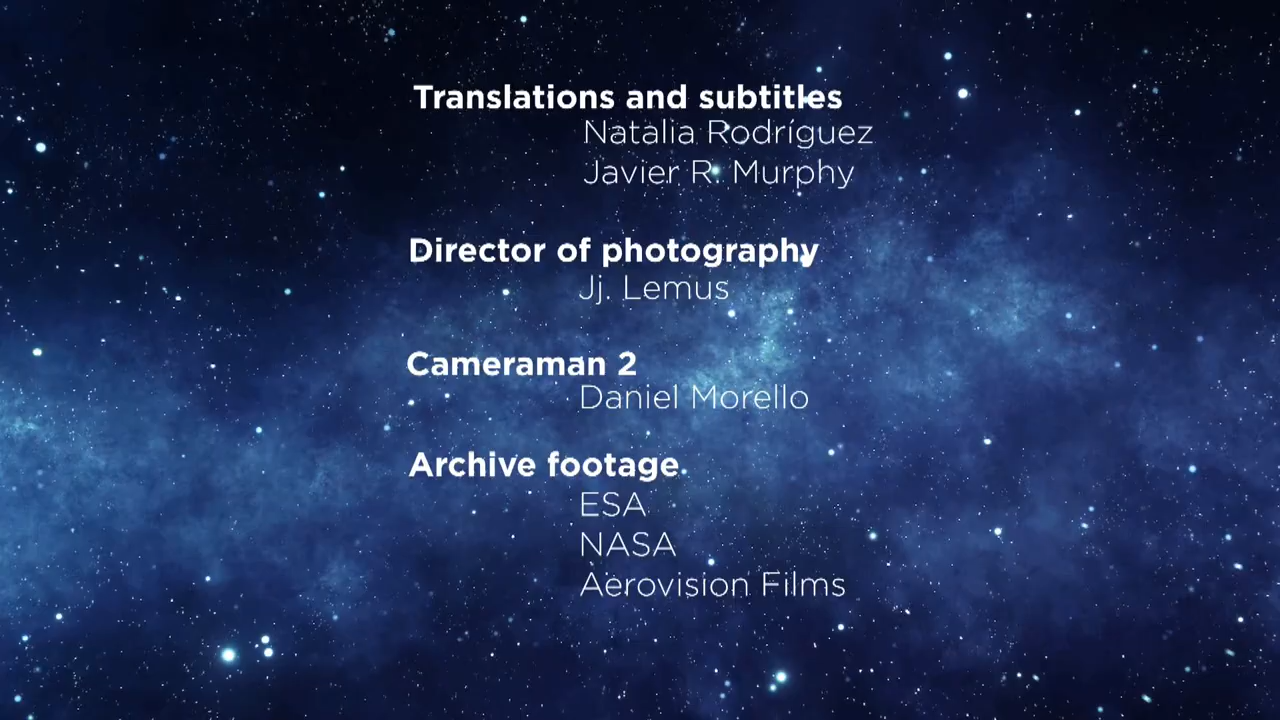 Translations and subtitles
Natalia Rodríguez
Javier R. Murphy
Director of photography
Jj. Lemus
Cameraman 2
Daniel Morello
Archive footage
ESA
NASA
Aerovision Films